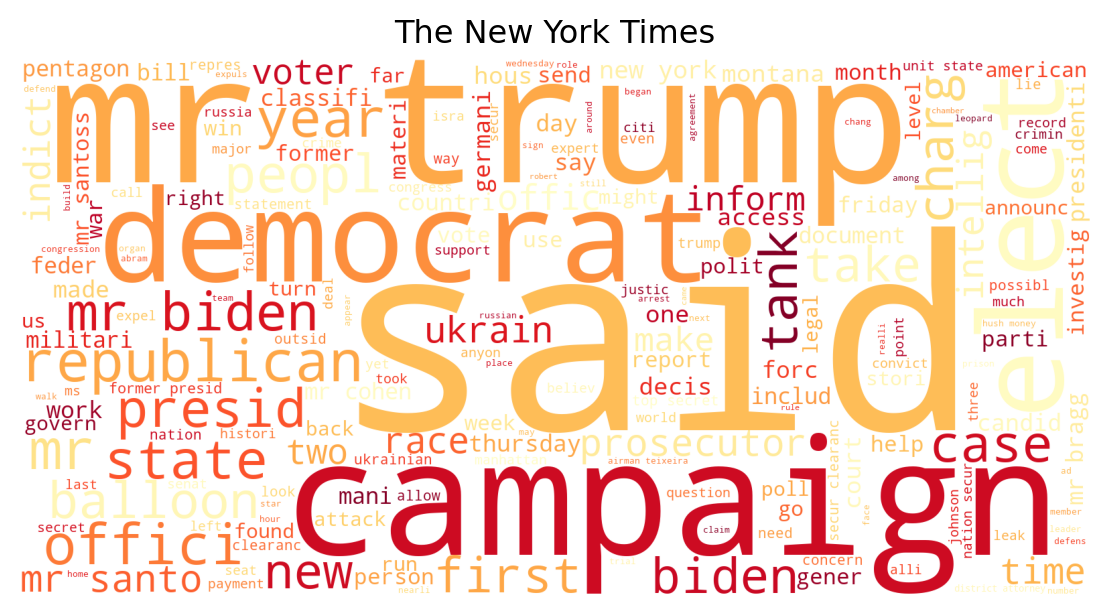 The New York Times
mr trump
said
campaign
democrat
elect
mr biden
republican
presid
state
year
peopl
voter
classifi
former
materi
germani
pentagon
bill
repres
expuls
defend
indict
win
russia
see
major
mr santoss
war
build
right
statement
call
crime
isra
far
way
hous
send
secur
day
expert
say
sign
even
citi
around
began
wednesday
role
new york
montana
agreement
month
level
unit state
chamber
american
lie
leopard
record
crimin
come
chang
among
charg
intellig
presidenti
announc
investig
possibl
much
parti
inform
access
friday
document
take
trump
polit
tank
legal
justic
arrest
one
make
report
decis
forc
includ
point
realli
convict
stori
hush money
candid
three
countri
offic
might
congress
robert
still
vote
use
support
congression
organ
abram
follow
feder
made
expel
turn
deal
team
appear
us
militari
outsid
ukrain
russian
anyon
place
believ
world
next
came
rule
yet
took
mr cohen
former presid
ms
walk
work
govern
nation
histori
back
two
race
thursday
week
may
prosecutor
help
case
court
secur clearanc
mr bragg
ad
member
leader
defens
mr
balloon
last
ukrainian
airman teixeira
mani
allow
attack
question
poll
go
need
claim
face
look
star
hour
left
found
clearanc
secret
offici
mr santo
home
seat
payment
new
run
person
nearli
first
biden
concern
gener
alli
johnson
nation secur
leak
time
number
district attorney